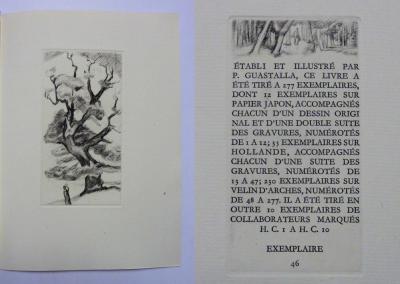 ÉTABLI ET ILLUSTRÉ PAR
P. GUASTALLA, CE LIVRE A
ÉTÉ TIRÉ A 277 EXEMPLAIRES,
DONT 12 EXEMPLAIRES SUR
PAPIER JAPON, ACCOMPAGNÉS
CHACUN D'UN DESSIN ORIGI
NAL ET D'UNE DOUBLE SUITE
DES GRAVURES, NUMÉROTÉS
DE 1 A 12; 35 EXEMPLAIRES SUR
HOLLANDE, ACCOMPAGNÉS
CHACUN D'UNE SUITE DES
GRAVURES, NUMÉROTÉS DE
13 A 47; 230 EXEMPLAIRES SUR
VELIN D'ARCHES, NUMÉROTÉS
DE 48 A 277. IL A ÉTÉ TIRÉ EN
OUTRE 10 EXEMPLAIRES DE
COLLABORATEURS MARQUÉS
H. C. 1 A H. C. 10
EXEMPLAIRE
46